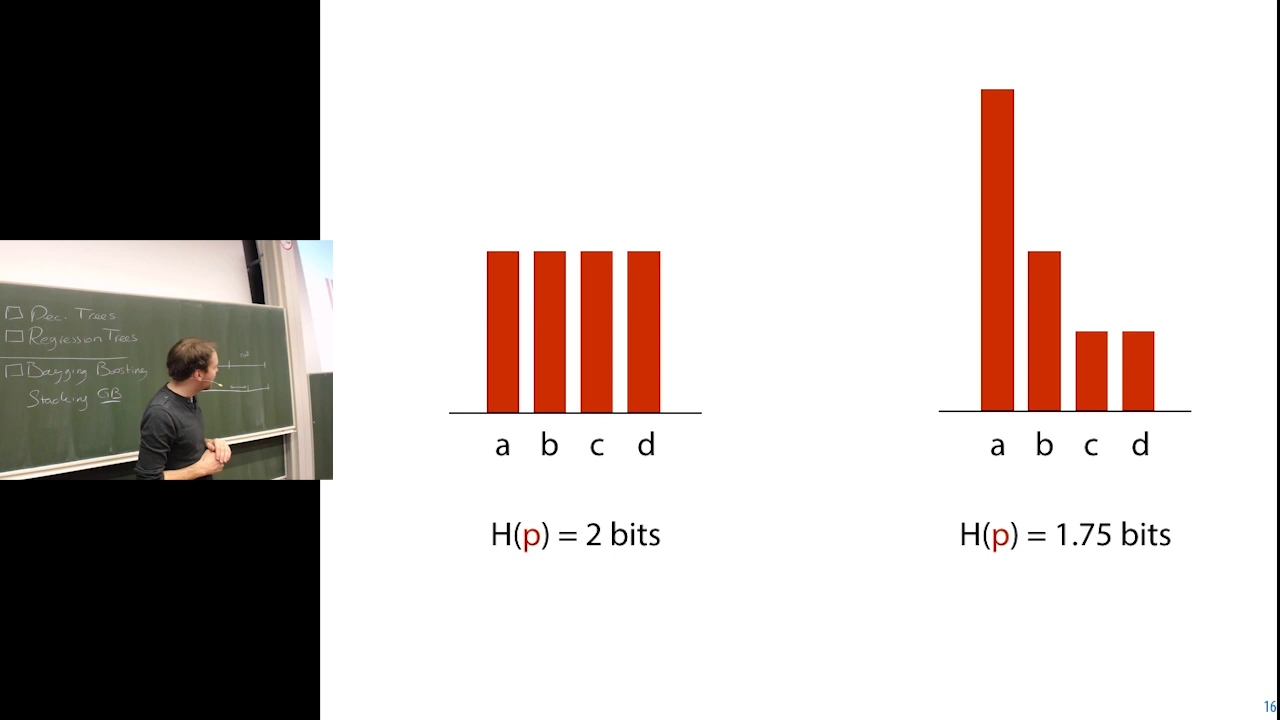 Dec. Trees
Regression Trees
Bagging Boosting
Stacking GB
a b c d
H(p) = 2 bits
a b c d
H(p) = 1.75 bits
16